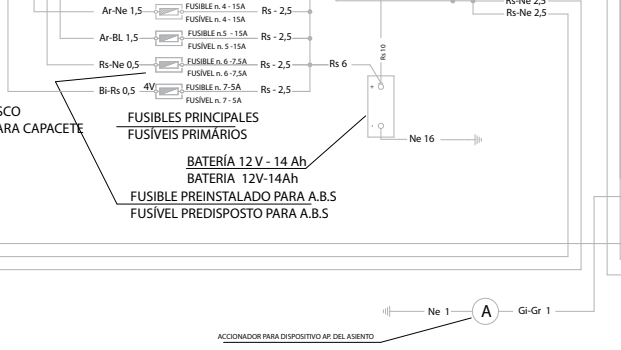 Rs-Ne 2,5
Ar-Ne 1,5 FUSIBLE n. 4 - 15A Rs - 2,5
FUSÍVEL n. 4 - 15A
Rs-Ne 2,5
Ar-BL 1,5 FUSIBLE n.5 - 15A Rs - 2,5
FUSÍVEL n. 5 -15A
Rs 10
Rs-Ne 0,5 FUSIBLE n. 6 -7.5A Rs - 2,5 Rs 6
FUSÍVEL n. 6 -7,5A
Bi-Rs 0,5 4V FUSIBLE n. 7-5A Rs - 2,5
FUSÍVEL n. 7 - 5A
+
-
SCO
ARA CAPACETE
FUSIBLES PRINCIPALES
FUSÍVEIS PRIMÁRIOS
Ne 16
BATERÍA 12 V - 14 Ah
BATERIA 12V-14Ah
FUSIBLE PREINSTALADO PARA A.B.S
FUSÍVEL PREDISPOSTO PARA A.B.S
Ne 1 A Gi-Gr 1
ACCIONADOR PARA DISPOSITIVO AP. DEL ASIENTO